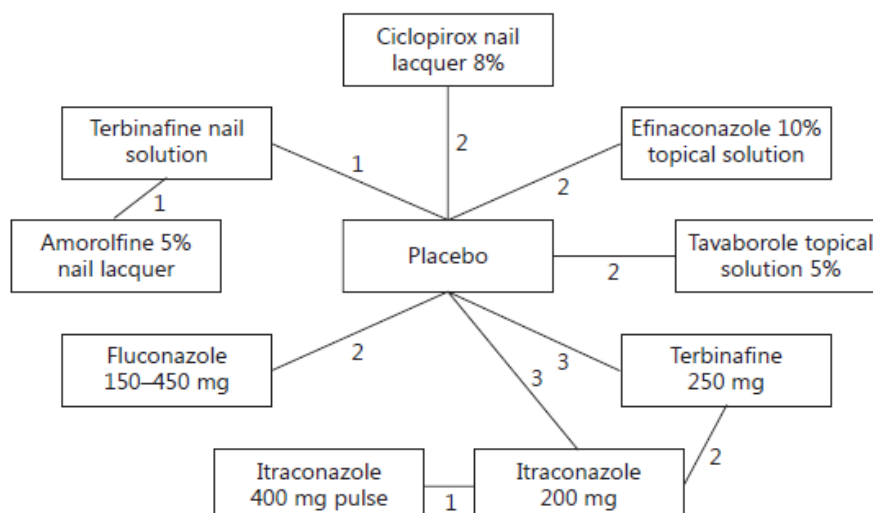 Ciclopirox nail
lacquer 8%
Terbinafine nail
solution
Efinaconazole 10%
topical solution
1
2
2
1
Amorolfine 5%
nail lacquer
Placebo
Tavaborole topical
solution 5%
2
Fluconazole
150–450 mg
2
3
3
Terbinafine
250 mg
Itraconazole
400 mg pulse
1
Itraconazole
200 mg
2